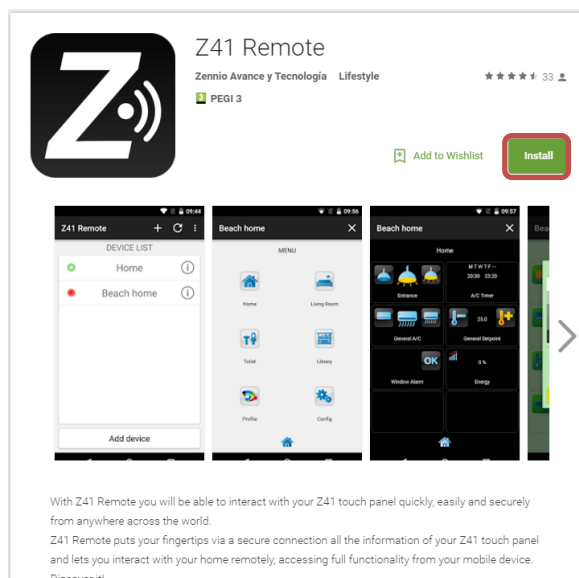 Z41 Remote
Zennio Avance y Tecnología Lifestyle
33
3 PEGI 3
Add to Wishlist
Install
09:44
Z41 Remote
DEVICE LIST
Home
Beach home
Add device
09:56
Beach home
MENU
Home
Living Room
Toilet
Library
Profile
Config
09:57
Beach home
Home
Entrance
M T W T F - -
20:30 23:20
A/C Timer
General A/C
25.0
General Setpoint
OK
Window Alarm
0 %
Energy
Bea
With Z41 Remote you will be able to interact with your Z41 touch panel quickly, easily and securely
from anywhere across the world.
Z41 Remote puts your fingertips via a secure connection all the information of your Z41 touch panel
and lets you interact with your home remotely, accessing full functionality from your mobile device.
Discover it!